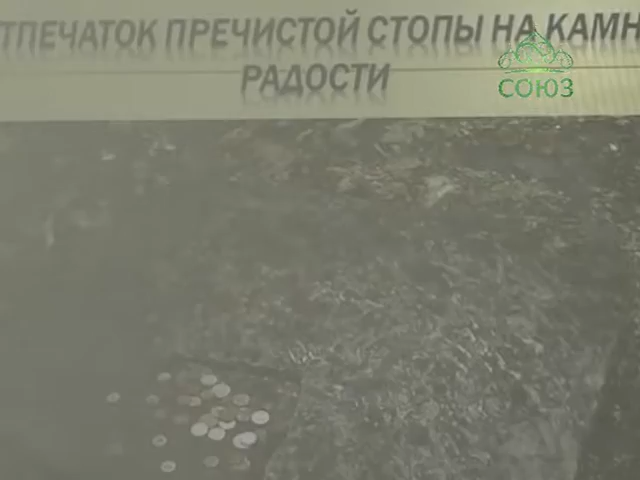 ТПЕЧАТОК ПРЕЧИСТОЙ СТОПЫ НА КАМН
РАДОСТИ
СОЮЗ